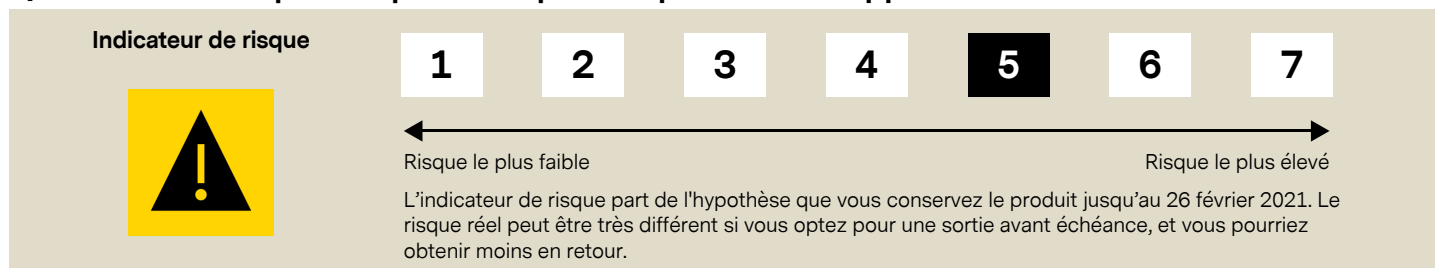 Indicateur de risque
1 2 3 4 5 6 7
Risque le plus faible
Risque le plus élevé
L'indicateur de risque part de l'hypothèse que vous conservez le produit jusqu'au 26 février 2021. Le
risque réel peut être très différent si vous optez pour une sortie avant échéance, et vous pourriez
obtenir moins en retour.